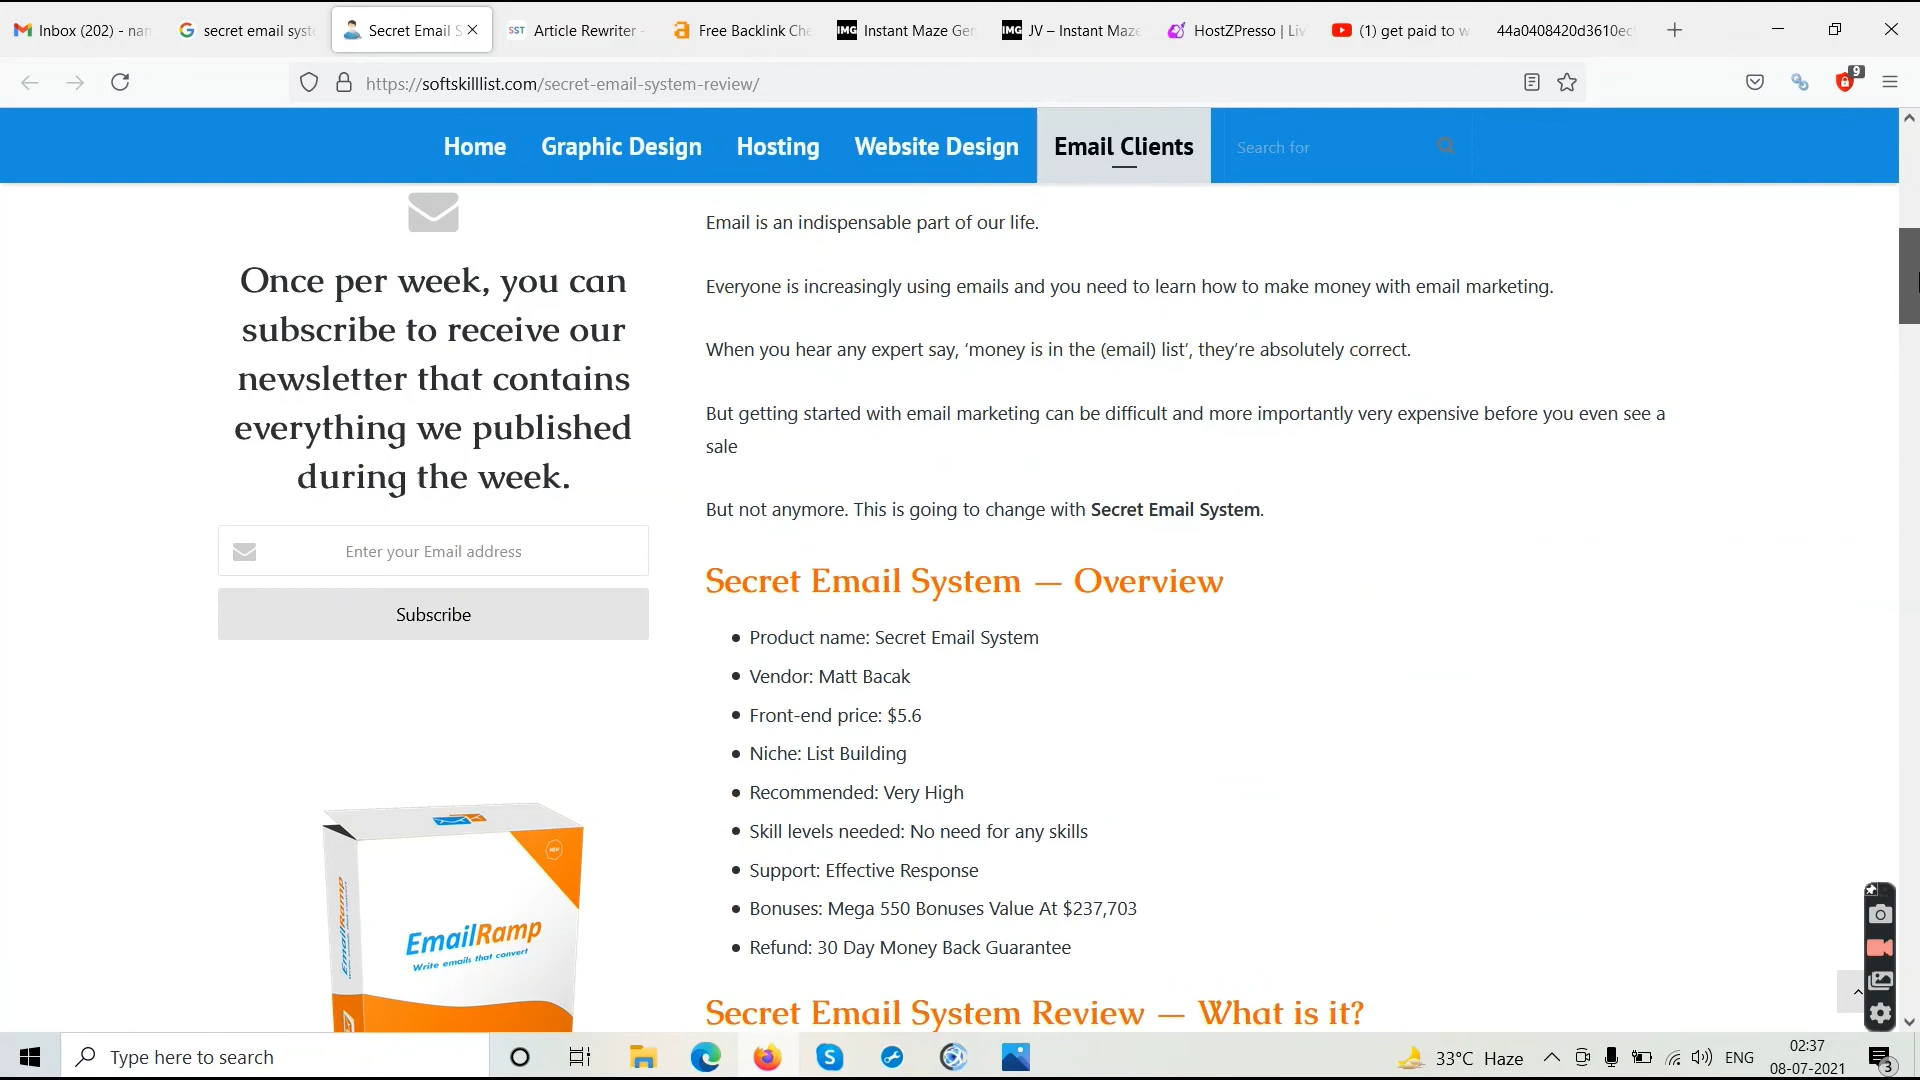 Inbox (202) - nan
secret email syst
Secret Email S
SST Article Rewriter -
Free Backlink Che
IMG Instant Maze Ger
IMG JV – Instant Maze
HostZPresso | Liv
(1) get paid to w
44a0408420d3610ec
https://softskilllist.com/secret-email-system-review/
9
Home
Graphic Design
Hosting
Website Design
Email Clients
Search for
Once per week, you can
subscribe to receive our
newsletter that contains
everything we published
during the week.
Enter your Email address
Subscribe
EmailRamp
NEW
EmailRamp
Write emails that convert
Email is an indispensable part of our life.
Everyone is increasingly using emails and you need to learn how to make money with email marketing.
When you hear any expert say, ‘money is in the (email) list’, they’re absolutely correct.
But getting started with email marketing can be difficult and more importantly very expensive before you even see a
sale
But not anymore. This is going to change with Secret Email System.
Secret Email System — Overview
Product name: Secret Email System
Vendor: Matt Bacak
Front-end price: $5.6
Niche: List Building
Recommended: Very High
Skill levels needed: No need for any skills
Support: Effective Response
Bonuses: Mega 550 Bonuses Value At $237,703
Refund: 30 Day Money Back Guarantee
Secret Email System Review — What is it?
Type here to search
33°C Haze
ENG
02:37
08-07-2021
3